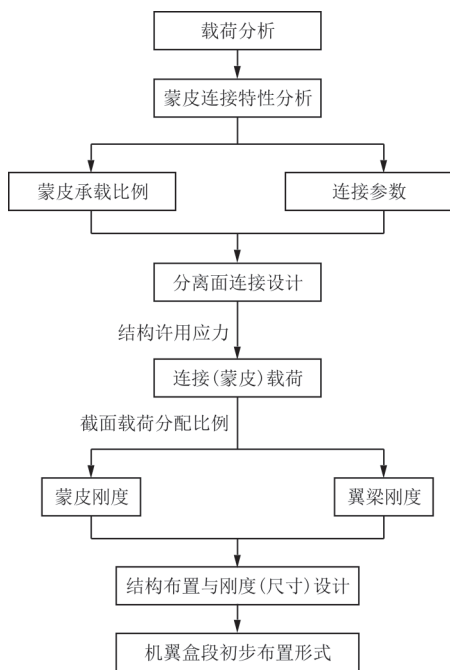 载荷分析
蒙皮连接特性分析
蒙皮承载比例
连接参数
分离面连接设计
结构许用应力
连接(蒙皮)载荷
截面载荷分配比例
蒙皮刚度
翼梁刚度
结构布置与刚度(尺寸)设计
机翼盒段初步布置形式